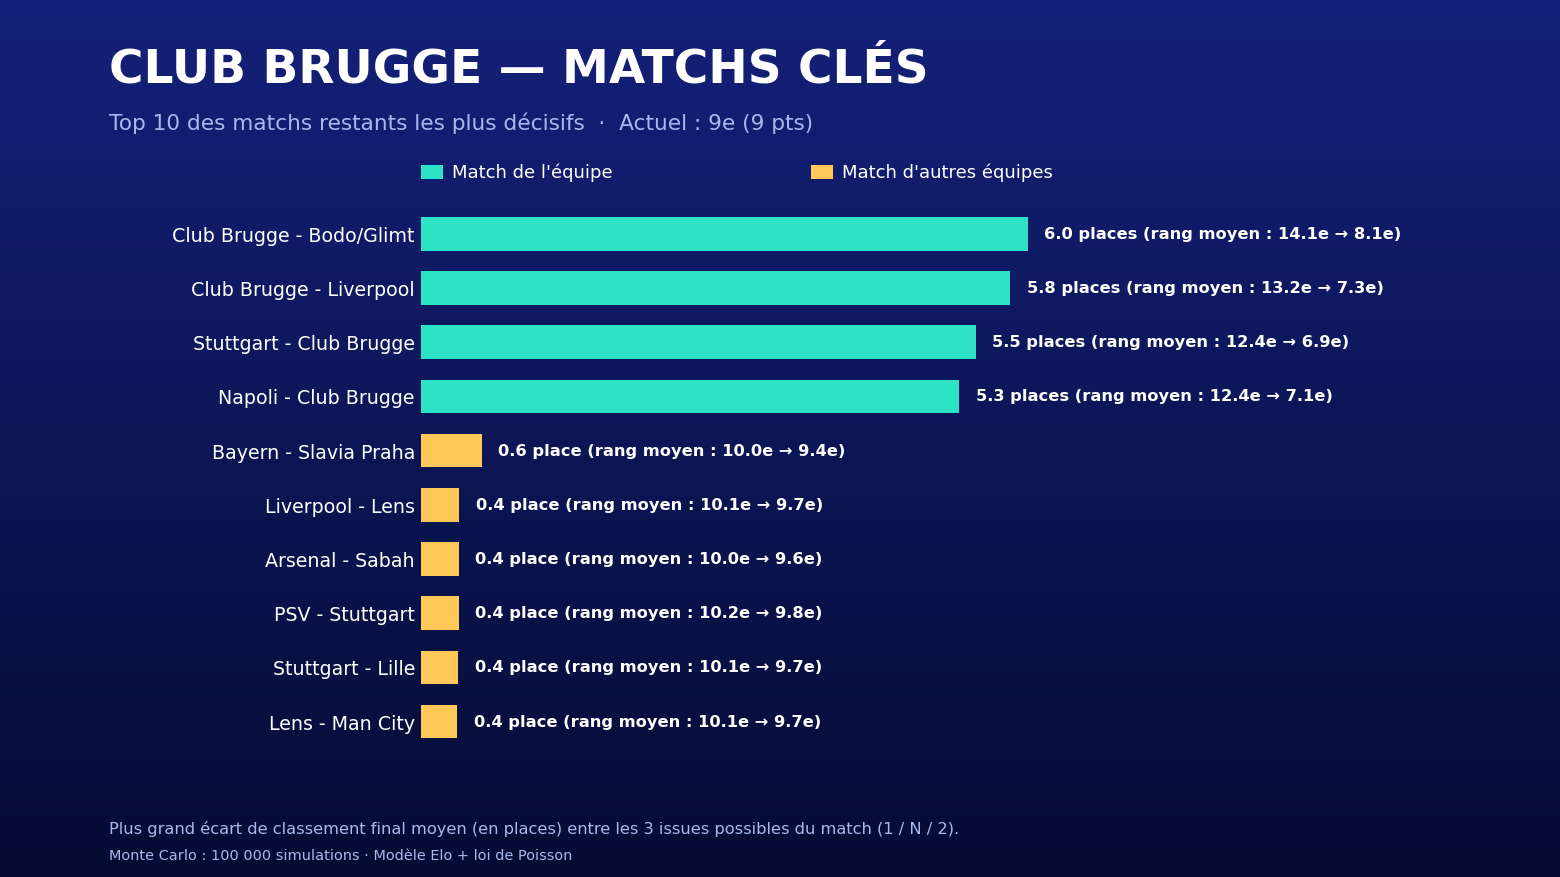 CLUB BRUGGE — MATCHS CLÉS
Top 10 des matchs restants les plus décisifs · Actuel : 9e (9 pts)
Match de l'équipe
Match d'autres équipes
Club Brugge - Bodo/Glimt 6.0 places (rang moyen : 14.1e → 8.1e)
Club Brugge - Liverpool 5.8 places (rang moyen : 13.2e → 7.3e)
Stuttgart - Club Brugge 5.5 places (rang moyen : 12.4e → 6.9e)
Napoli - Club Brugge 5.3 places (rang moyen : 12.4e → 7.1e)
Bayern - Slavia Praha 0.6 place (rang moyen : 10.0e → 9.4e)
Liverpool - Lens 0.4 place (rang moyen : 10.1e → 9.7e)
Arsenal - Sabah 0.4 place (rang moyen : 10.0e → 9.6e)
PSV - Stuttgart 0.4 place (rang moyen : 10.2e → 9.8e)
Stuttgart - Lille 0.4 place (rang moyen : 10.1e → 9.7e)
Lens - Man City 0.4 place (rang moyen : 10.1e → 9.7e)
Plus grand écart de classement final moyen (en places) entre les 3 issues possibles du match (1 / N / 2).
Monte Carlo : 100 000 simulations · Modèle Elo + loi de Poisson